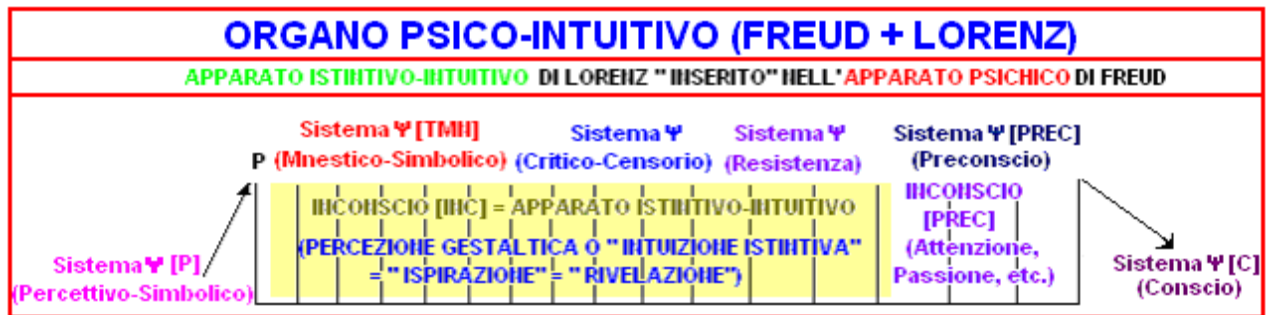 ORGANO PSICO-INTUITIVO (FREUD + LORENZ)
APPARATO ISTINTIVO-INTUITIVO DI LORENZ "INSERITO" NELL'APPARATO PSICHICO DI FREUD
Sistema Ψ [TMN] Sistema Ψ Sistema Ψ Sistema Ψ [PREC]
P (Mnestico-Simbolico) (Critico-Censorio) (Resistenza) (Preconscio)
INCONSCIO [INC] = APPARATO ISTINTIVO-INTUITIVO
(PERCEZIONE GESTALTICA O "INTUIZIONE ISTINTIVA"
= "ISPIRAZIONE" = "RIVELAZIONE")
INCONSCIO
[PREC]
(Attenzione,
Passione, etc.)
Sistema Ψ [P]
(Percettivo-Simbolico)
Sistema Ψ [C]
(Conscio)